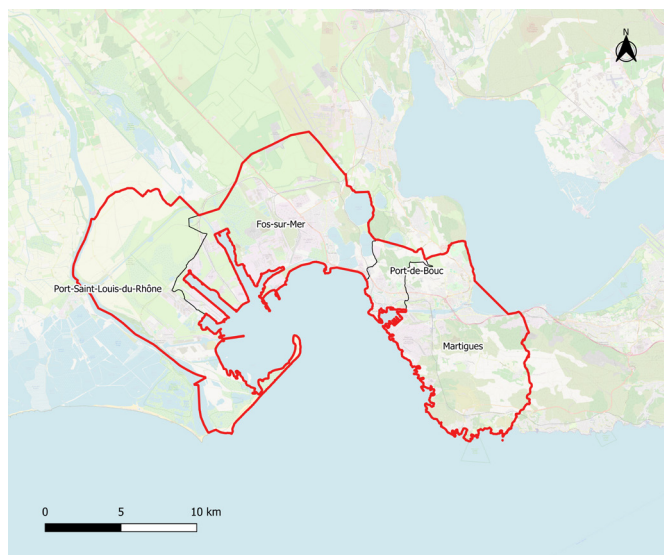 N
Fos-sur-Mer
Port-de-Bouc
Port-Saint-Louis-du-Rhône
Martigues
0 5 10 km